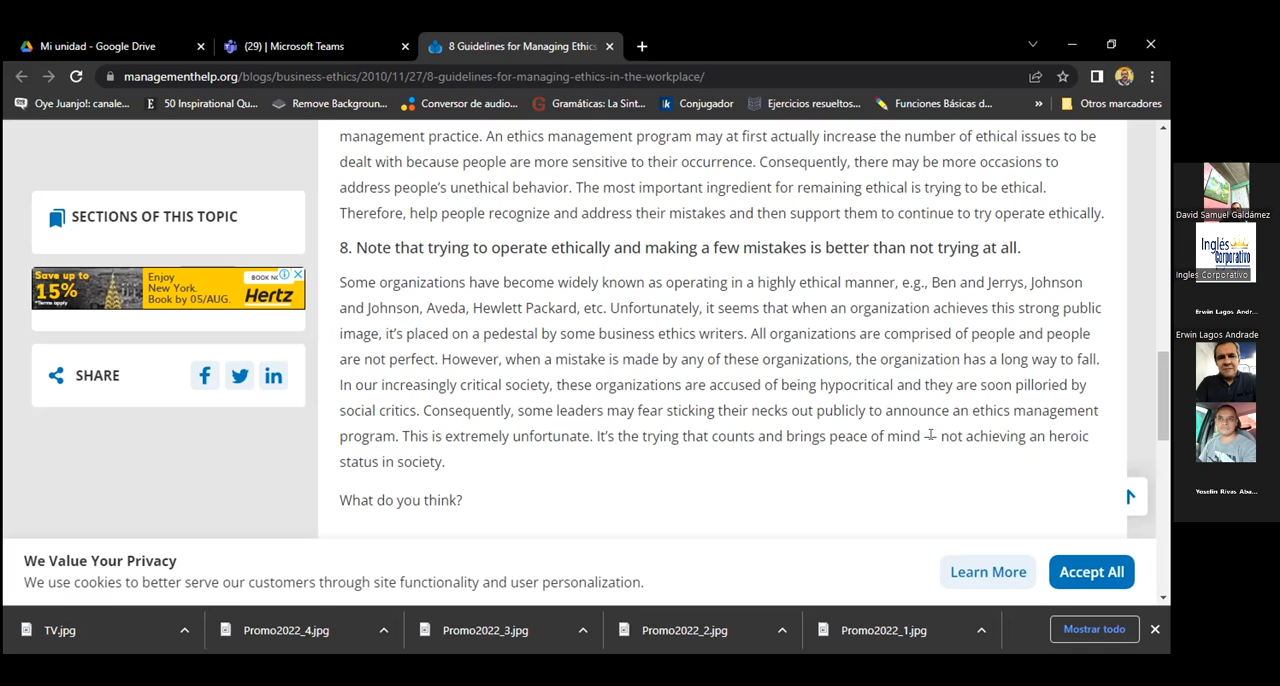 Mi unidad - Google Drive
(29) | Microsoft Teams
8 Guidelines for Managing Ethics
managementhelp.org/blogs/business-ethics/2010/11/27/8-guidelines-for-managing-ethics-in-the-workplace/
Oye Juanjo!: canale...
50 Inspirational Qu...
Remove Backgroun...
Conversor de audio...
Gramáticas: La Sint...
Conjugador
Ejercicios resueltos...
Funciones Básicas d...
»
Otros marcadores
management practice. An ethics management program may at first actually increase the number of ethical issues to be
dealt with because people are more sensitive to their occurrence. Consequently, there may be more occasions to
address people's unethical behavior. The most important ingredient for remaining ethical is trying to be ethical.
Therefore, help people recognize and address their mistakes and then support them to continue to try operate ethically.
8. Note that trying to operate ethically and making a few mistakes is better than not trying at all.
Some organizations have become widely known as operating in a highly ethical manner, e.g., Ben and Jerrys, Johnson
and Johnson, Aveda, Hewlett Packard, etc. Unfortunately, it seems that when an organization achieves this strong public
image, it's placed on a pedestal by some business ethics writers. All organizations are comprised of people and people
are not perfect. However, when a mistake is made by any of these organizations, the organization has a long way to fall.
In our increasingly critical society, these organizations are accused of being hypocritical and they are soon pilloried by
social critics. Consequently, some leaders may fear sticking their necks out publicly to announce an ethics management
program. This is extremely unfortunate. It's the trying that counts and brings peace of mind — not achieving an heroic
status in society.
What do you think?
SECTIONS OF THIS TOPIC
Save up to
15%
*Terms apply
Enjoy
New York.
Book by 05/AUG.
BOOK N
Hertz
SHARE
We Value Your Privacy
We use cookies to better serve our customers through site functionality and user personalization.
Learn More
Accept All
TV.jpg
Promo2022_4.jpg
Promo2022_3.jpg
Promo2022_2.jpg
Promo2022_1.jpg
Mostrar todo
David Samuel Galdámez
Inglés
Corporativo
Ingles Corporativo
Erwin Lagos Andr...
Erwin Lagos Andrade
Yoselin Rivas Aba...